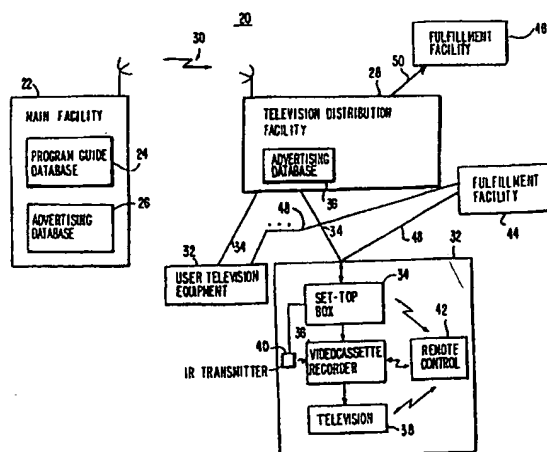 20
30
FULFILLMENT
FACILITY
46
50
22
28
MAIN FACILITY
PROGRAM GUIDE
DATABASE
24
TELEVISION DISTRIBUTION
FACILITY
ADVERTISING
DATABASE
36
ADVERTISING
DATABASE
26
FULFILLMENT
FACILITY
44
48
34
34
48
32
USER TELEVISION
EQUIPMENT
32
SET-TOP
BOX
34
42
36
40
VIDEOCASSETTE
RECORDER
REMOTE
CONTROL
IR TRANSMITTER
TELEVISION
38